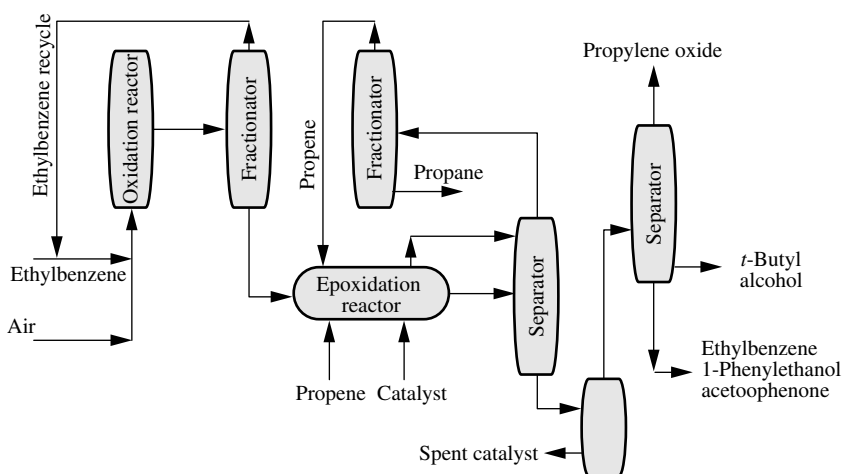 Ethylbenzene recycle
Oxidation reactor
Fractionator
Propene
Fractionator
Propane
Propylene oxide
Separator
Ethylbenzene
Air
Epoxidation
reactor
Separator
t-Butyl
alcohol
Propene
Catalyst
Ethylbenzene
1-Phenylethanol
acetoophenone
Spent catalyst